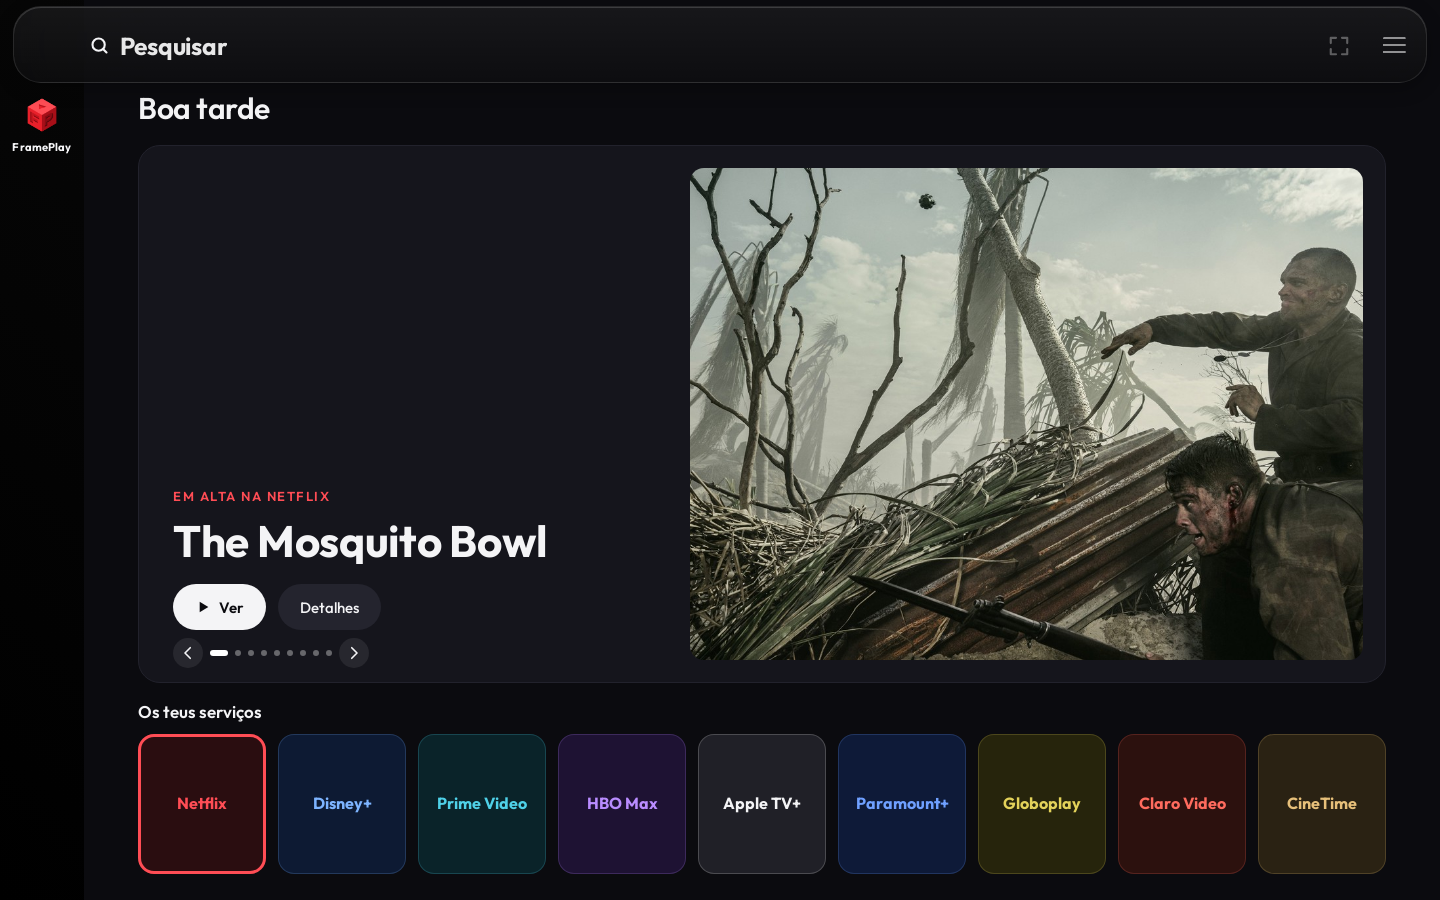 Pesquisar
FramePlay
Boa tarde
EM ALTA NA NETFLIX
The Mosquito Bowl
Ver
Detalhes
Os teus serviços
Netflix
Disney+
Prime Video
HBO Max
Apple TV+
Paramount+
Globoplay
Claro Video
CineTime